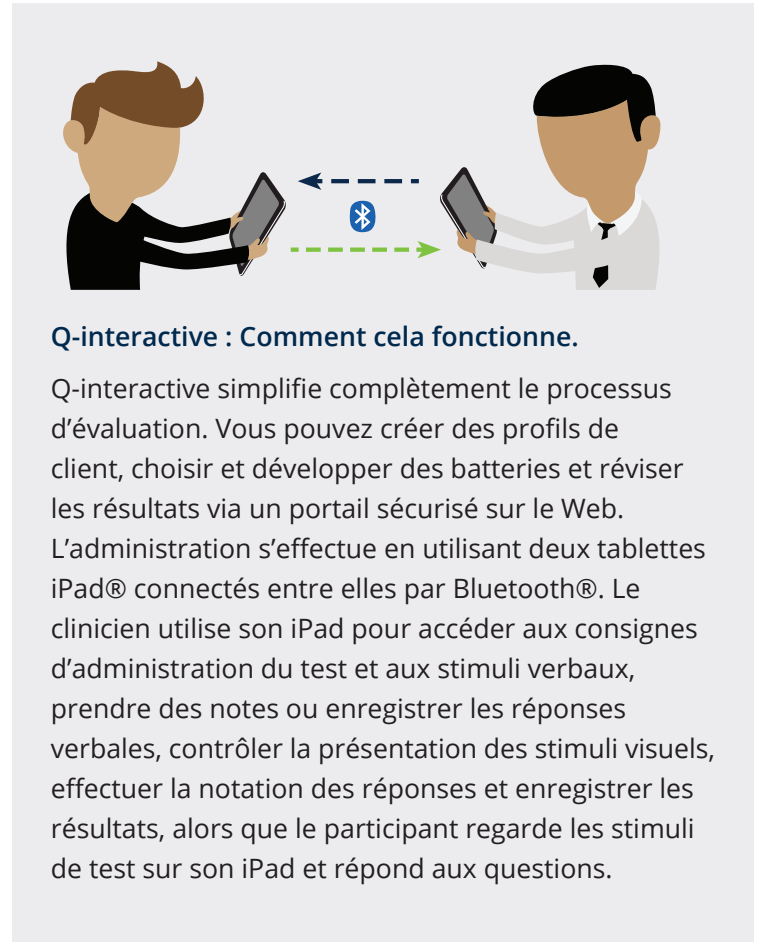 Q-interactive : Comment cela fonctionne.
Q-interactive simplifie complètement le processus
d’évaluation. Vous pouvez créer des profils de
client, choisir et développer des batteries et réviser
les résultats via un portail sécurisé sur le Web.
L’administration s’effectue en utilisant deux tablettes
iPad® connectés entre elles par Bluetooth®. Le
clinicien utilise son iPad pour accéder aux consignes
d’administration du test et aux stimuli verbaux,
prendre des notes ou enregistrer les réponses
verbales, contrôler la présentation des stimuli visuels,
effectuer la notation des réponses et enregistrer les
résultats, alors que le participant regarde les stimuli
de test sur son iPad et répond aux questions.